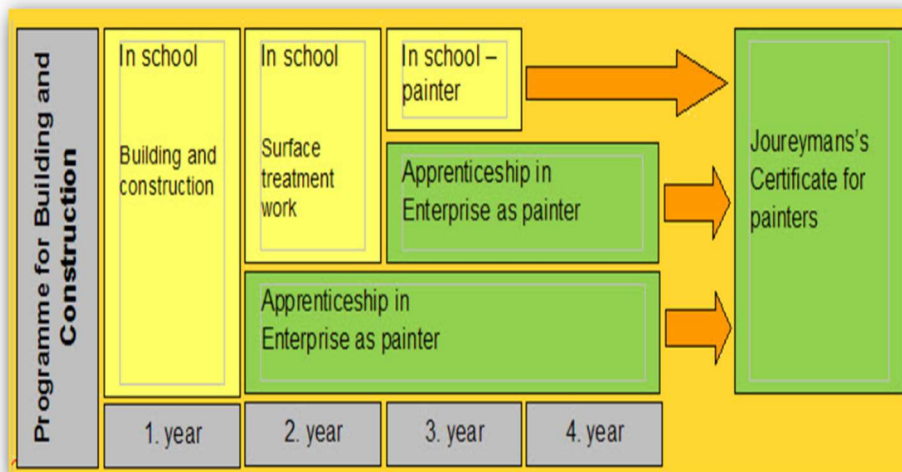 Programme for Building and
Construction
In school
Building and
construction
In school
Surface
treatment
work
In school –
painter
Apprenticeship in
Enterprise as painter
Apprenticeship in
Enterprise as painter
Joureymans's
Certificate for
painters
1. year
2. year
3. year
4. year